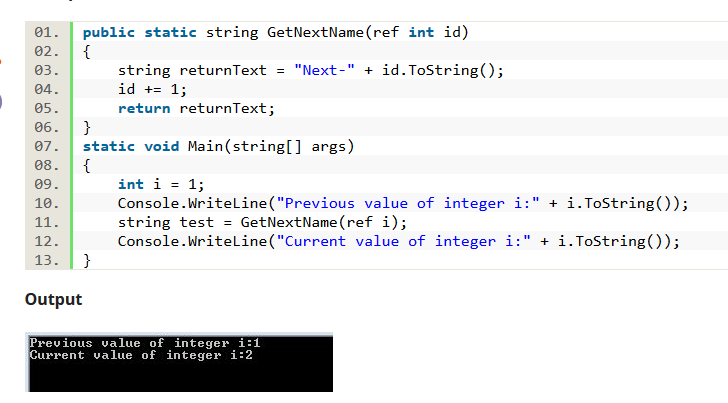 01. public static string GetNextName(ref int id)
02. {
03.     string returnText = "Next-" + id.ToString();
04.     id += 1;
05.     return returnText;
06. }
07. static void Main(string[] args)
08. {
09.     int i = 1;
10.     Console.WriteLine("Previous value of integer i:" + i.ToString());
11.     string test = GetNextName(ref i);
12.     Console.WriteLine("Current value of integer i:" + i.ToString());
13. }
Output
Previous value of integer i:1
Current value of integer i:2